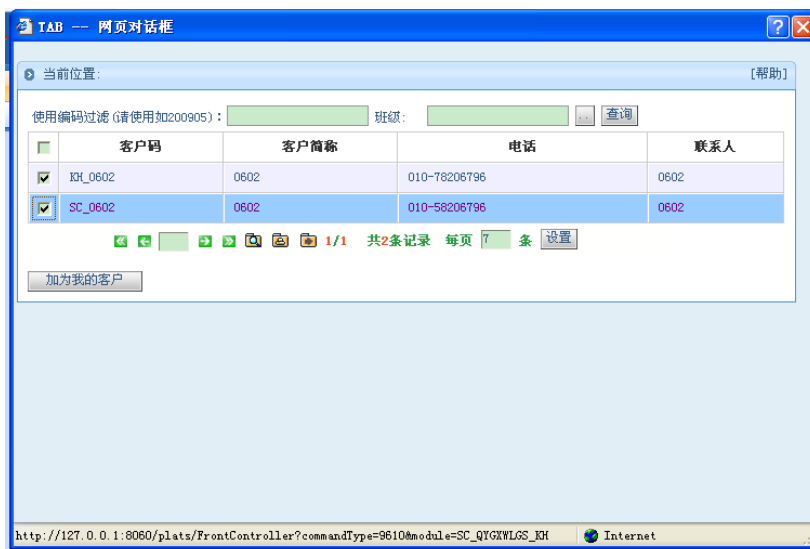 TAB -- 网页对话框
当前位置: [帮助]
使用编码过滤(请使用如200905): 班级: .. 查询
客户码 客户简称 电话 联系人
KH_0602 0602 010-78206796 0602
SC_0602 0602 010-58206796 0602
1/1 共2条记录 每页 7 条 设置
加为我的客户
http://127.0.0.1:8060/plats/FrontController?commandType=9610&module=SC_QYGXWLGS_KH Internet